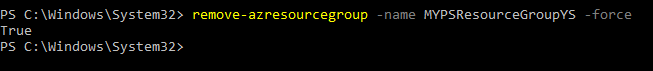 PS C:\Windows\System32> remove-azresourcegroup -name MYPSResourceGroupYS -force
True
PS C:\Windows\System32>